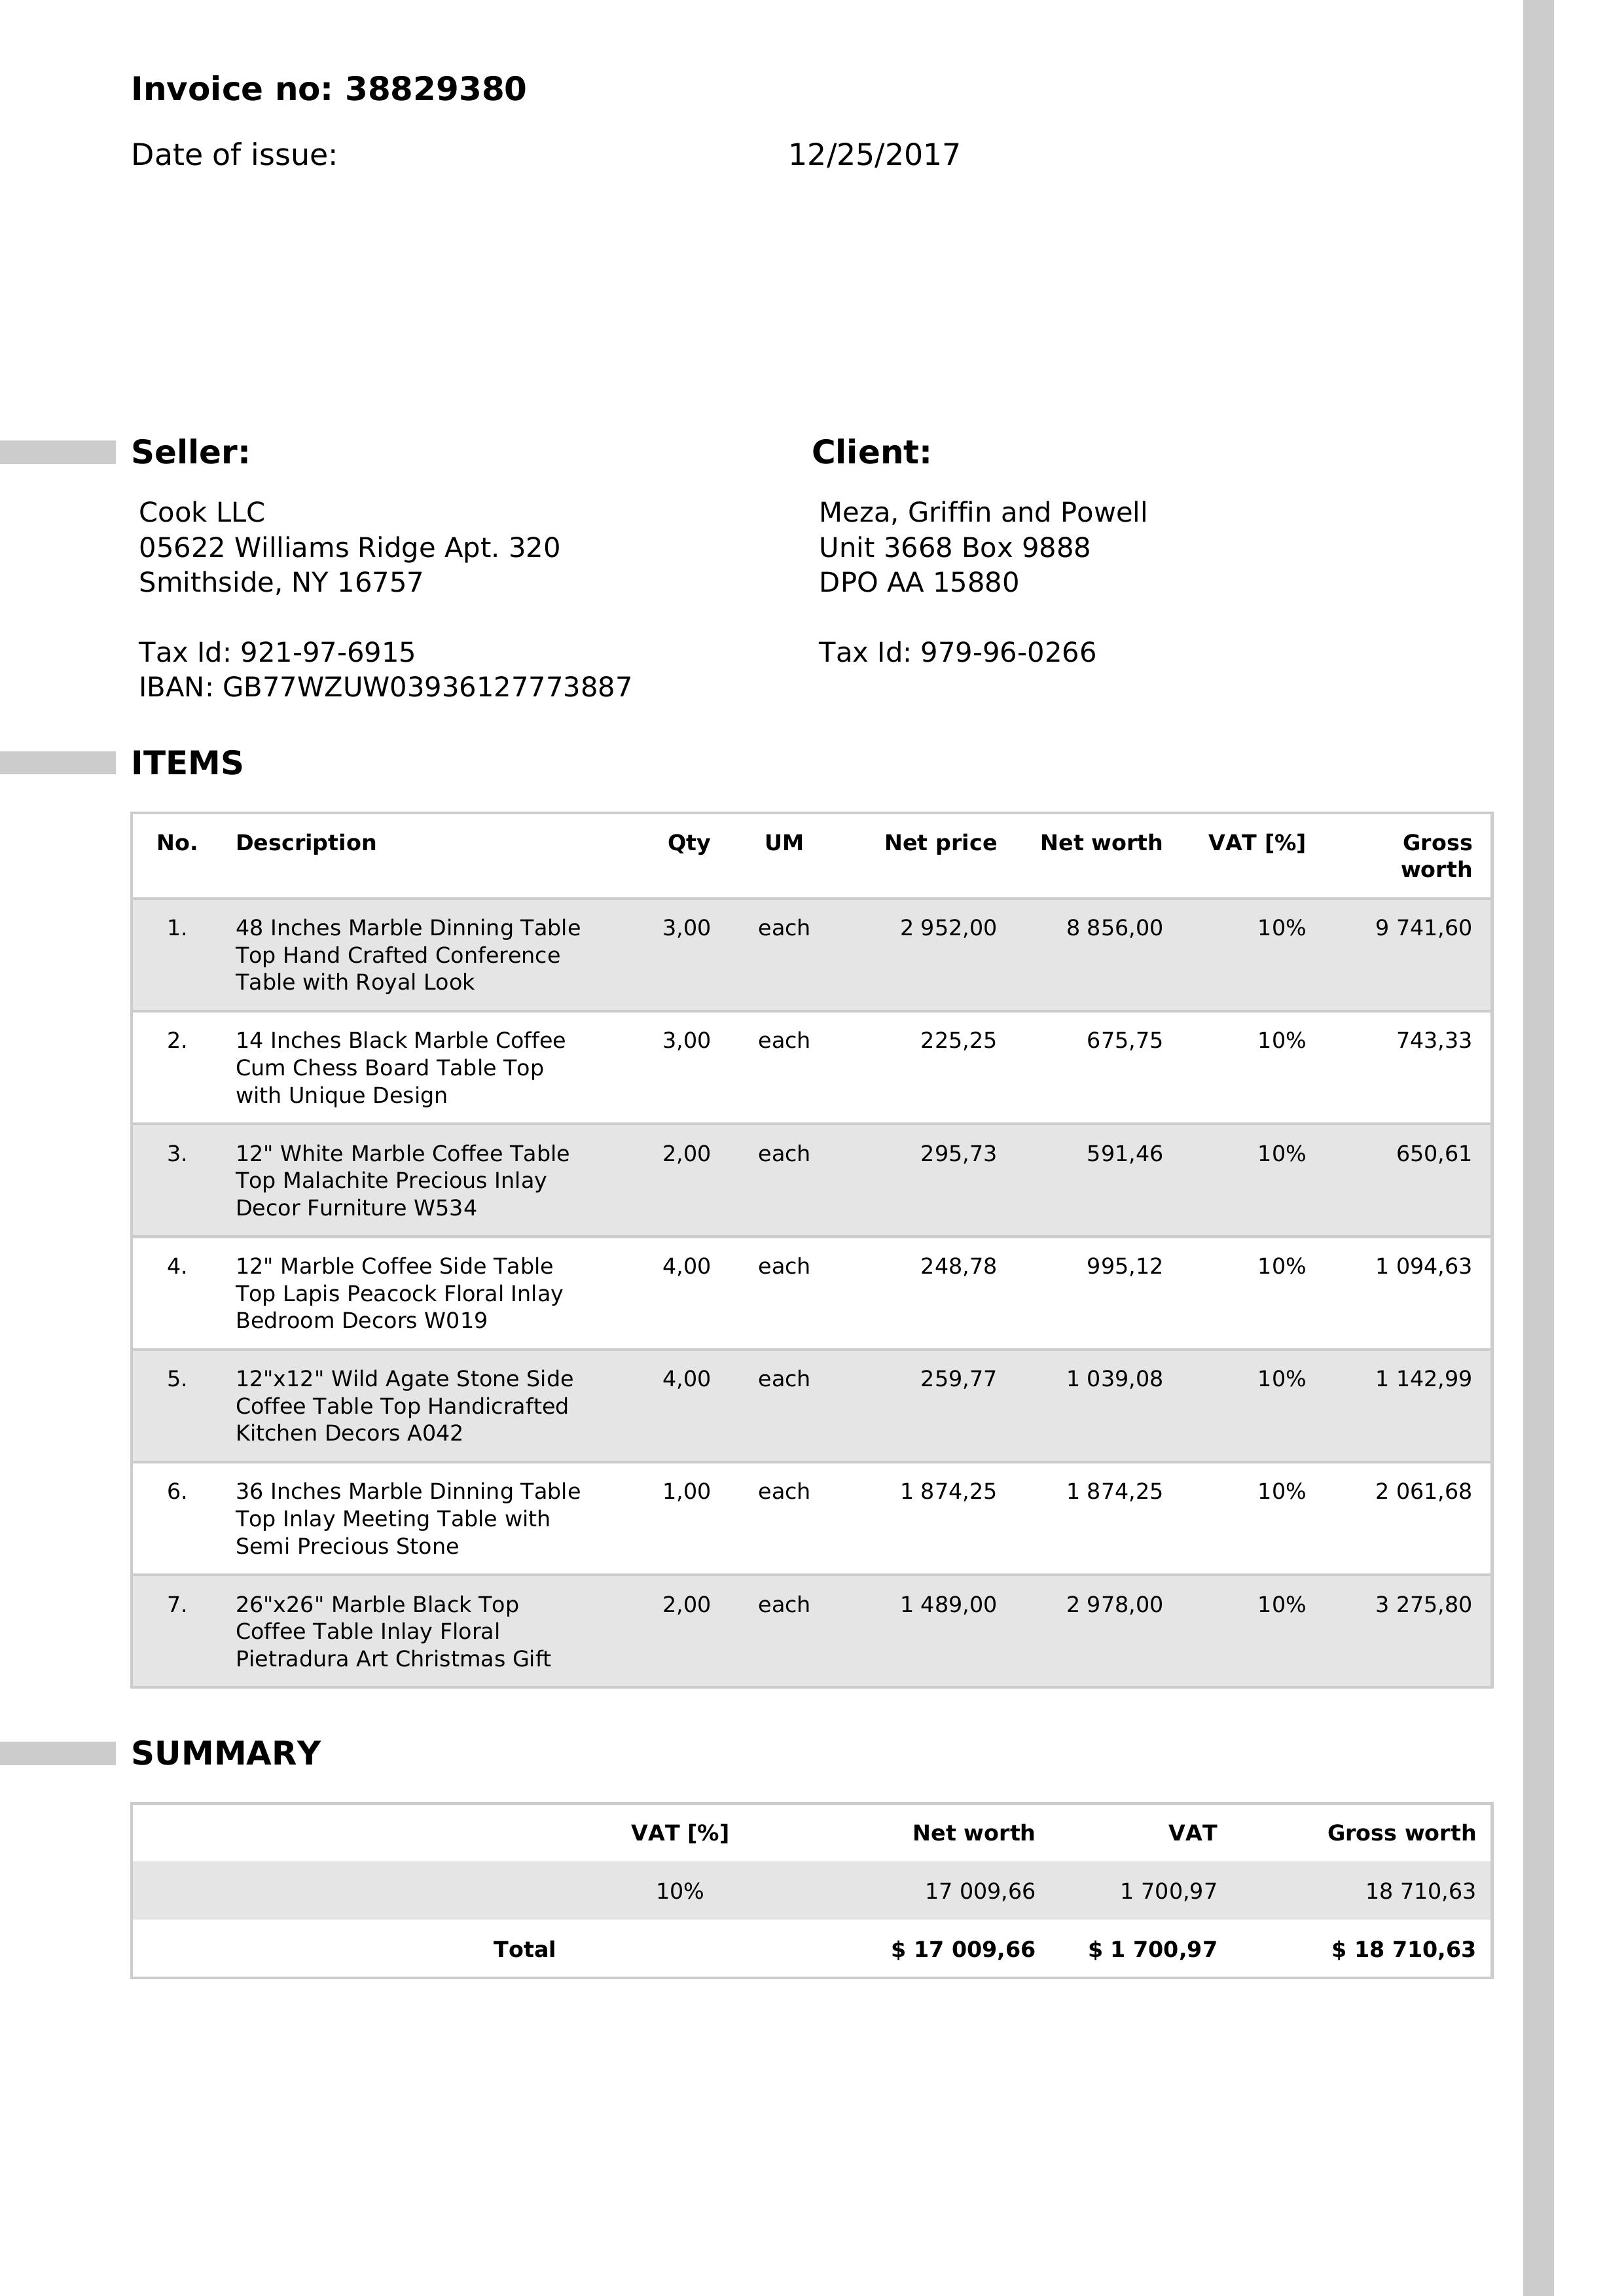 Invoice no: 38829380
Date of issue: 12/25/2017
Seller:
Cook LLC
05622 Williams Ridge Apt. 320
Smithside, NY 16757
Tax Id: 921-97-6915
IBAN: GB77WZUW03936127773887
Client:
Meza, Griffin and Powell
Unit 3668 Box 9888
DPO AA 15880
Tax Id: 979-96-0266
ITEMS
No. Description Qty UM Net price Net worth VAT [%] Gross
worth
1. 48 Inches Marble Dinning Table 3,00 each 2 952,00 8 856,00 10% 9 741,60
Top Hand Crafted Conference
Table with Royal Look
2. 14 Inches Black Marble Coffee 3,00 each 225,25 675,75 10% 743,33
Cum Chess Board Table Top
with Unique Design
3. 12" White Marble Coffee Table 2,00 each 295,73 591,46 10% 650,61
Top Malachite Precious Inlay
Decor Furniture W534
4. 12" Marble Coffee Side Table 4,00 each 248,78 995,12 10% 1 094,63
Top Lapis Peacock Floral Inlay
Bedroom Decors W019
5. 12"x12" Wild Agate Stone Side 4,00 each 259,77 1 039,08 10% 1 142,99
Coffee Table Top Handicrafted
Kitchen Decors A042
6. 36 Inches Marble Dinning Table 1,00 each 1 874,25 1 874,25 10% 2 061,68
Top Inlay Meeting Table with
Semi Precious Stone
7. 26"x26" Marble Black Top 2,00 each 1 489,00 2 978,00 10% 3 275,80
Coffee Table Inlay Floral
Pietradura Art Christmas Gift
SUMMARY
VAT [%] Net worth VAT Gross worth
10% 17 009,66 1 700,97 18 710,63
Total $ 17 009,66 $ 1 700,97 $ 18 710,63